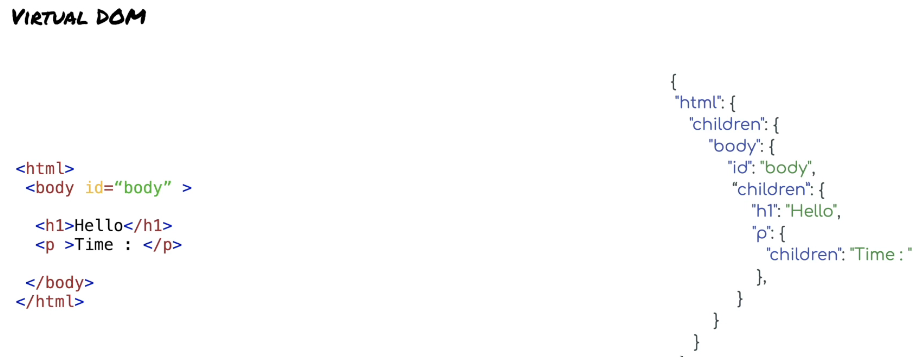 Virtual DOM
<html>
<body id=“body” >
<h1>Hello</h1>
<p >Time : </p>
</body>
</html>
{
"html": {
"children": {
"body": {
"id": "body",
“children": {
"h1": "Hello",
"p": {
"children": "Time : "
},
}
}
}